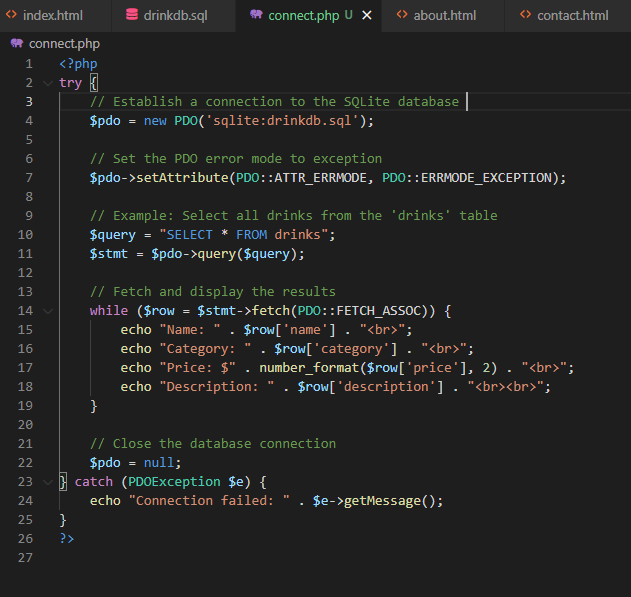 index.html drinkdb.sql connect.php U about.html contact.html
connect.php
1 <?php
2 try {
3 // Establish a connection to the SQLite database
4 $pdo = new PDO('sqlite:drinkdb.sql');
5
6 // Set the PDO error mode to exception
7 $pdo->setAttribute(PDO::ATTR_ERRMODE, PDO::ERRMODE_EXCEPTION);
8
9 // Example: Select all drinks from the 'drinks' table
10 $query = "SELECT * FROM drinks";
11 $stmt = $pdo->query($query);
12
13 // Fetch and display the results
14 while ($row = $stmt->fetch(PDO::FETCH_ASSOC)) {
15 echo "Name: " . $row['name'] . "<br>";
16 echo "Category: " . $row['category'] . "<br>";
17 echo "Price: $" . number_format($row['price'], 2) . "<br>";
18 echo "Description: " . $row['description'] . "<br><br>";
19 }
20
21 // Close the database connection
22 $pdo = null;
23 } catch (PDOException $e) {
24 echo "Connection failed: " . $e->getMessage();
25 }
26 ?>
27